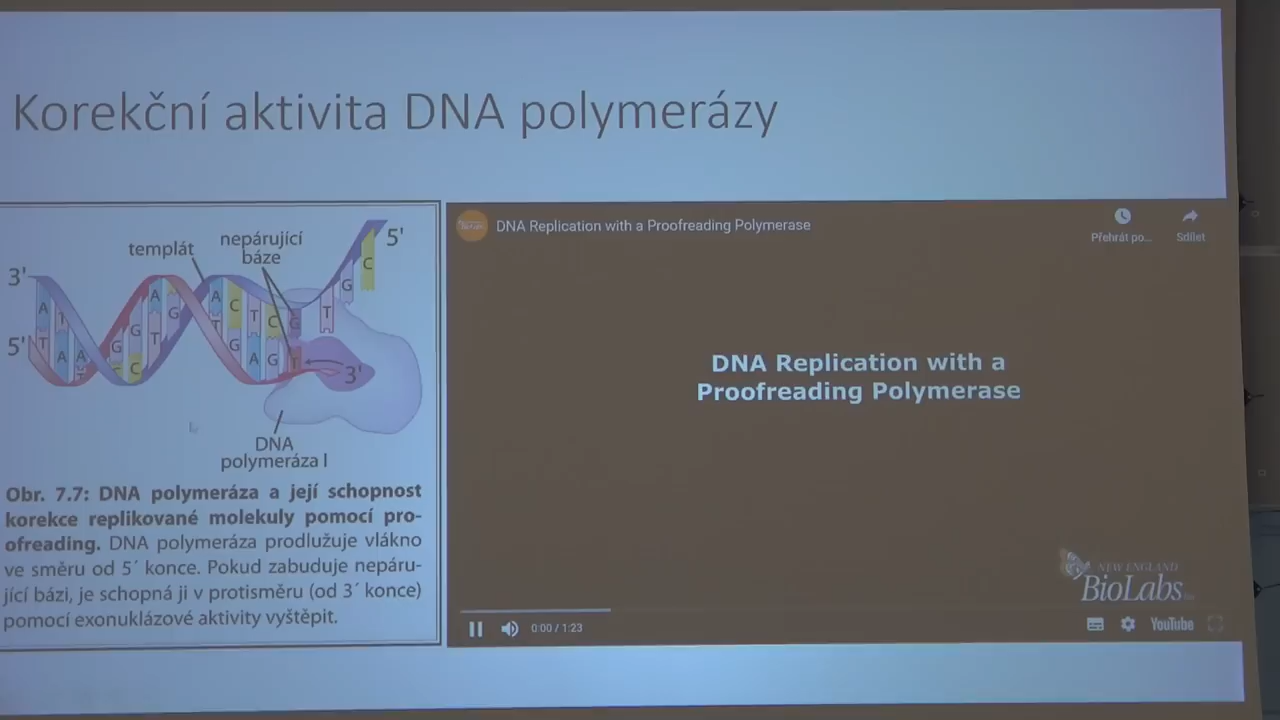 Korekční aktivita DNA polymerázy
templát
nepárující
báze
5'
3'
5'
A
T
A
G
A
C
T
C
G
T
G
C
T
A
A
G
C
G
T
T
G
A
G
T
3'
DNA
polymeráza I
Obr. 7.7: DNA polymeráza a její schopnost
korekce replikované molekuly pomocí pro-
ofreading. DNA polymeráza prodlužuje vlákno
ve směru od 5´ konce. Pokud zabuduje nepáru-
jící bázi, je schopná ji v protisměru (od 3´ konce)
pomocí exonuklázové aktivity vyštěpit.
DNA Replication with a Proofreading Polymerase
Přehrát po...
Sdílet
DNA Replication with a
Proofreading Polymerase
NEW ENGLAND
BioLabs
0:00 / 1:23
YouTube